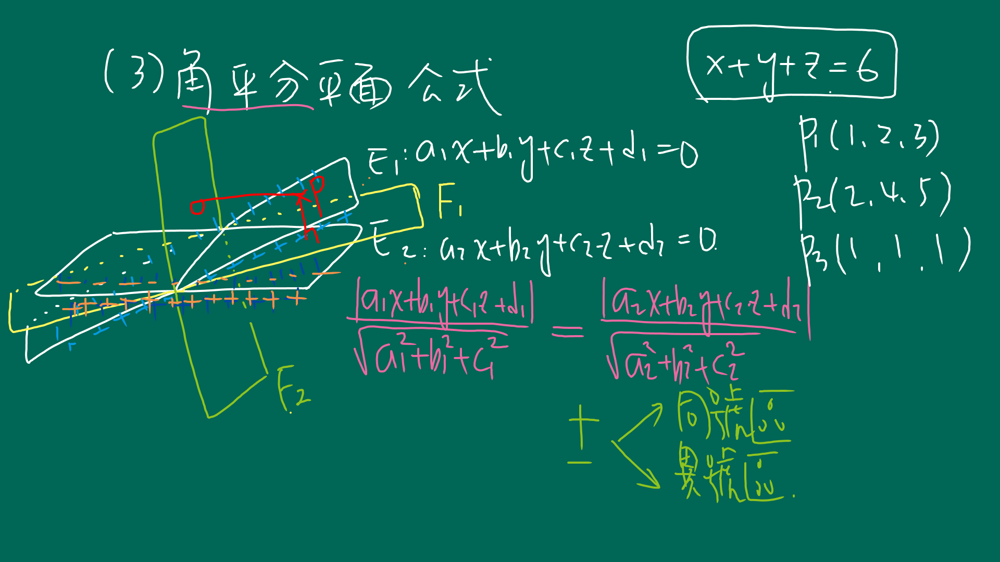 (3) 角平分平面公式
x+y+z=6
E₁: a₁x+b₁y+c₁z+d₁=0
P₁(1,2,3)
F₁
P₂(2,4,5)
E₂: a₂x+b₂y+c₂z+d₂=0
P₃(1,1,1)
P
|a₁x+b₁y+c₁z+d₁| / √(a₁²+b₁²+c₁²) = |a₂x+b₂y+c₂z+d₂| / √(a₂²+b₂²+c₂²)
F₂
± 同號區
異號區